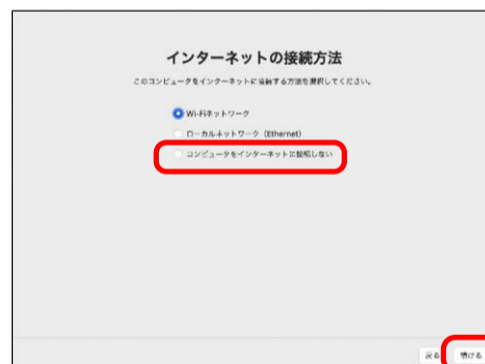 インターネットの接続方法
このコンピュータをインターネットに接続する方法を選択してください。
Wi-Fiネットワーク
ローカルネットワーク（Ethernet）
コンピュータをインターネットに接続しない
戻る
続ける